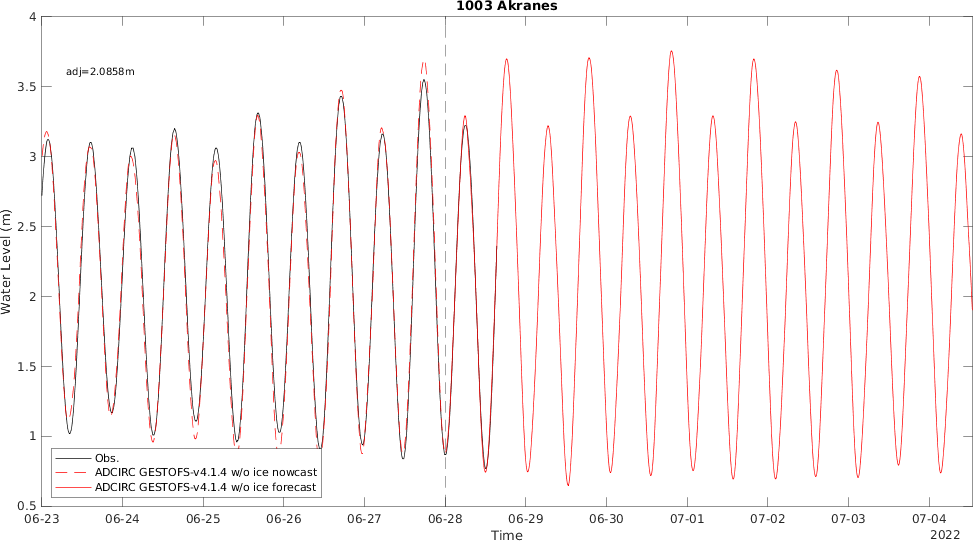 1003 Akranes
adj=2.0858m
Water Level (m)
4
3.5
3
2.5
2
1.5
1
0.5
Obs.
ADCIRC GESTOFS-v4.1.4 w/o ice nowcast
ADCIRC GESTOFS-v4.1.4 w/o ice forecast
06-23 06-24 06-25 06-26 06-27 06-28 06-29 06-30 07-01 07-02 07-03 07-04
Time
2022